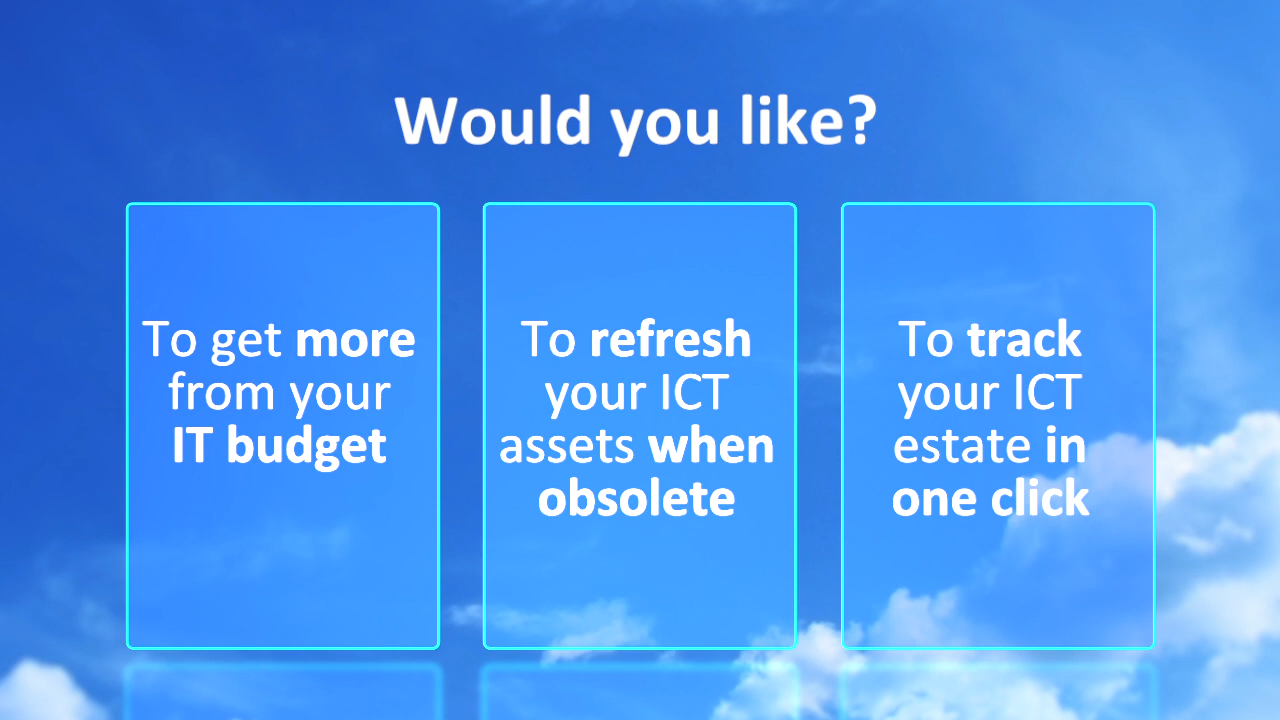 Would you like?
To get more
from your
IT budget
To refresh
your ICT
assets when
obsolete
To track
your ICT
estate in
one click